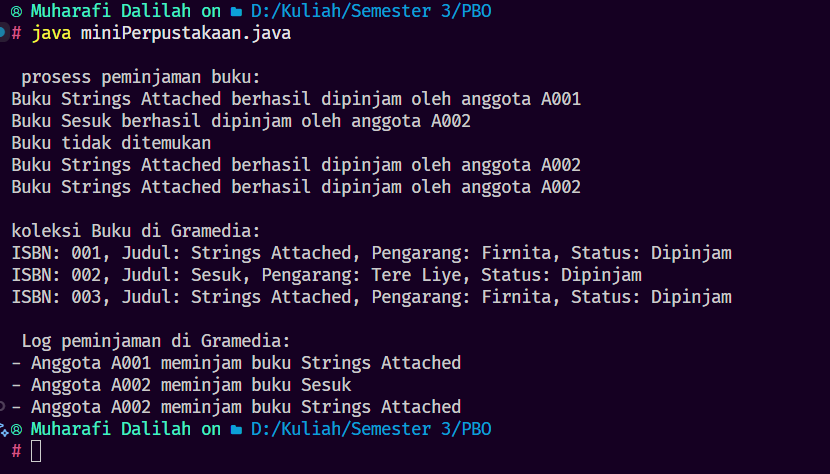 Muharafi Dalilah on D:/Kuliah/Semester 3/PBO
# java miniPerpustakaan.java
prosess peminjaman buku:
Buku Strings Attached berhasil dipinjam oleh anggota A001
Buku Sesuk berhasil dipinjam oleh anggota A002
Buku tidak ditemukan
Buku Strings Attached berhasil dipinjam oleh anggota A002
Buku Strings Attached berhasil dipinjam oleh anggota A002
koleksi Buku di Gramedia:
ISBN: 001, Judul: Strings Attached, Pengarang: Firnita, Status: Dipinjam
ISBN: 002, Judul: Sesuk, Pengarang: Tere Liye, Status: Dipinjam
ISBN: 003, Judul: Strings Attached, Pengarang: Firnita, Status: Dipinjam
Log peminjaman di Gramedia:
- Anggota A001 meminjam buku Strings Attached
- Anggota A002 meminjam buku Sesuk
- Anggota A002 meminjam buku Strings Attached
Muharafi Dalilah on D:/Kuliah/Semester 3/PBO
#